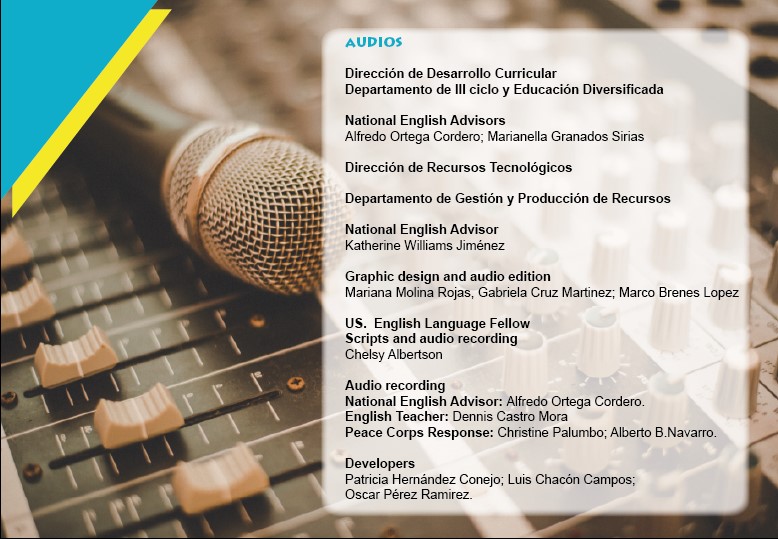 AUDIOS
Dirección de Desarrollo Curricular
Departamento de III ciclo y Educación Diversificada
National English Advisors
Alfredo Ortega Cordero; Marianella Granados Sirias
Dirección de Recursos Tecnológicos
Departamento de Gestión y Producción de Recursos
National English Advisor
Katherine Williams Jiménez
Graphic design and audio edition
Mariana Molina Rojas, Gabriela Cruz Martinez; Marco Brenes Lopez
US. English Language Fellow
Scripts and audio recording
Chelsy Albertson
Audio recording
National English Advisor: Alfredo Ortega Cordero.
English Teacher: Dennis Castro Mora
Peace Corps Response: Christine Palumbo; Alberto B.Navarro.
Developers
Patricia Hernández Conejo; Luis Chacón Campos;
Oscar Pérez Ramirez.